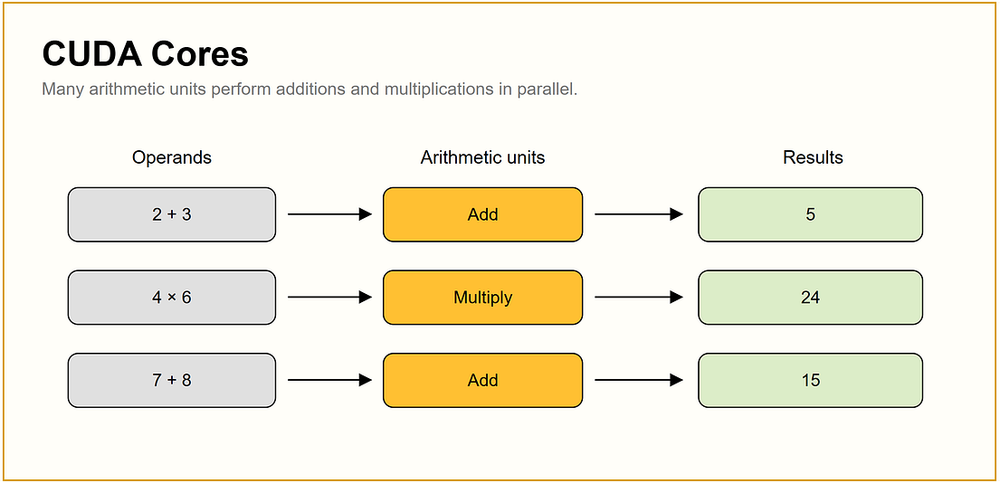 CUDA Cores
Many arithmetic units perform additions and multiplications in parallel.
Operands
Arithmetic units
Results
2 + 3
Add
5
4 × 6
Multiply
24
7 + 8
Add
15